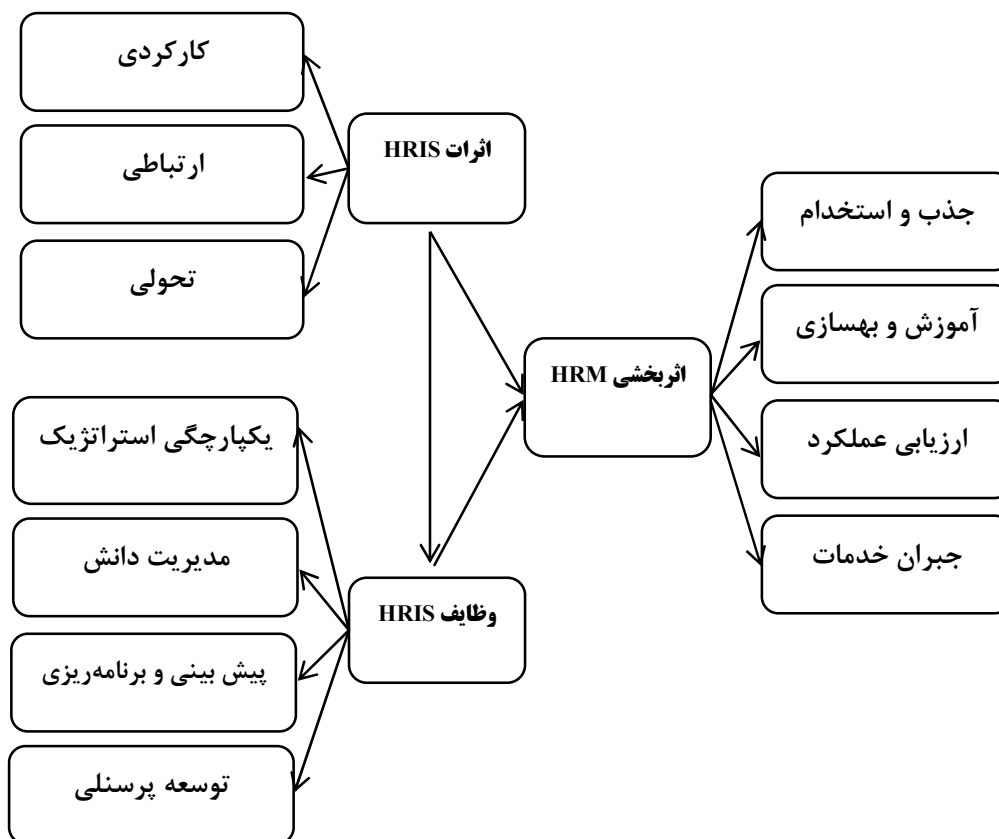 کارکردی
ارتباطی
تحولی
اثرات HRIS
جذب و استخدام
آموزش و بهسازی
اثربخشی HRM
ارزیابی عملکرد
جبران خدمات
یکپارچگی استراتژیک
مدیریت دانش
وظایف HRIS
پیش بینی و برنامه‌ریزی
توسعه پرسنلی